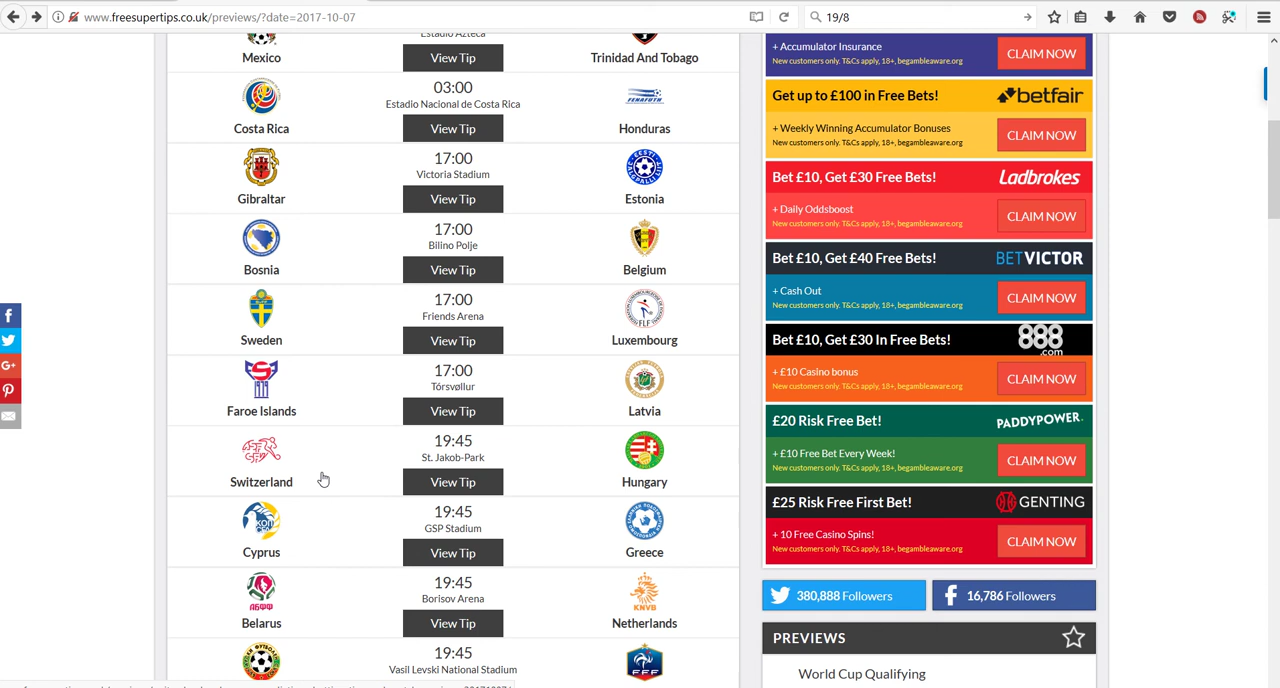 www.freesupertips.co.uk/previews/?date=2017-10-07
19/8
Mexico
View Tip
Trinidad And Tobago
03:00
Estadio Nacional de Costa Rica
Costa Rica
View Tip
Honduras
17:00
Victoria Stadium
Gibraltar
View Tip
Estonia
17:00
Bilino Polje
Bosnia
View Tip
Belgium
17:00
Friends Arena
Sweden
View Tip
FLF
Luxembourg
17:00
Tórsvøllur
Faroe Islands
View Tip
Latvia
19:45
St. Jakob-Park
Switzerland
View Tip
Hungary
19:45
GSP Stadium
Cyprus
View Tip
Greece
19:45
Borisov Arena
АБФФ
KNVB
Belarus
View Tip
Netherlands
19:45
Vasil Levski National Stadium
FFF
+ Accumulator Insurance
New customers only. T&Cs apply, 18+, begambleaware.org
CLAIM NOW
Get up to £100 in Free Bets!
betfair
+ Weekly Winning Accumulator Bonuses
New customers only. T&Cs apply, 18+, begambleaware.org
CLAIM NOW
Bet £10, Get £30 Free Bets!
Ladbrokes
+ Daily Oddsboost
New customers only. T&Cs apply, 18+, begambleaware.org
CLAIM NOW
Bet £10, Get £40 Free Bets!
BETVICTOR
+ Cash Out
New customers only. T&Cs apply, 18+, begambleaware.org
CLAIM NOW
Bet £10, Get £30 In Free Bets!
888
.com
+ £10 Casino bonus
New customers only. T&Cs apply, 18+, begambleaware.org
CLAIM NOW
£20 Risk Free Bet!
PADDYPOWER.
+ £10 Free Bet Every Week!
New customers only. T&Cs apply, 18+, begambleaware.org
CLAIM NOW
£25 Risk Free First Bet!
GENTING
+ 10 Free Casino Spins!
New customers only. T&Cs apply, 18+, begambleaware.org
CLAIM NOW
380,888 Followers
16,786 Followers
PREVIEWS
World Cup Qualifying